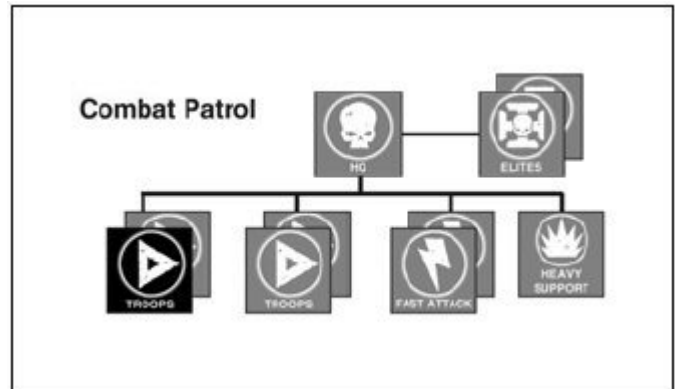 Combat Patrol
HQ
ELITES
TROOPS
TROOPS
FAST ATTACK
HEAVY
SUPPORT